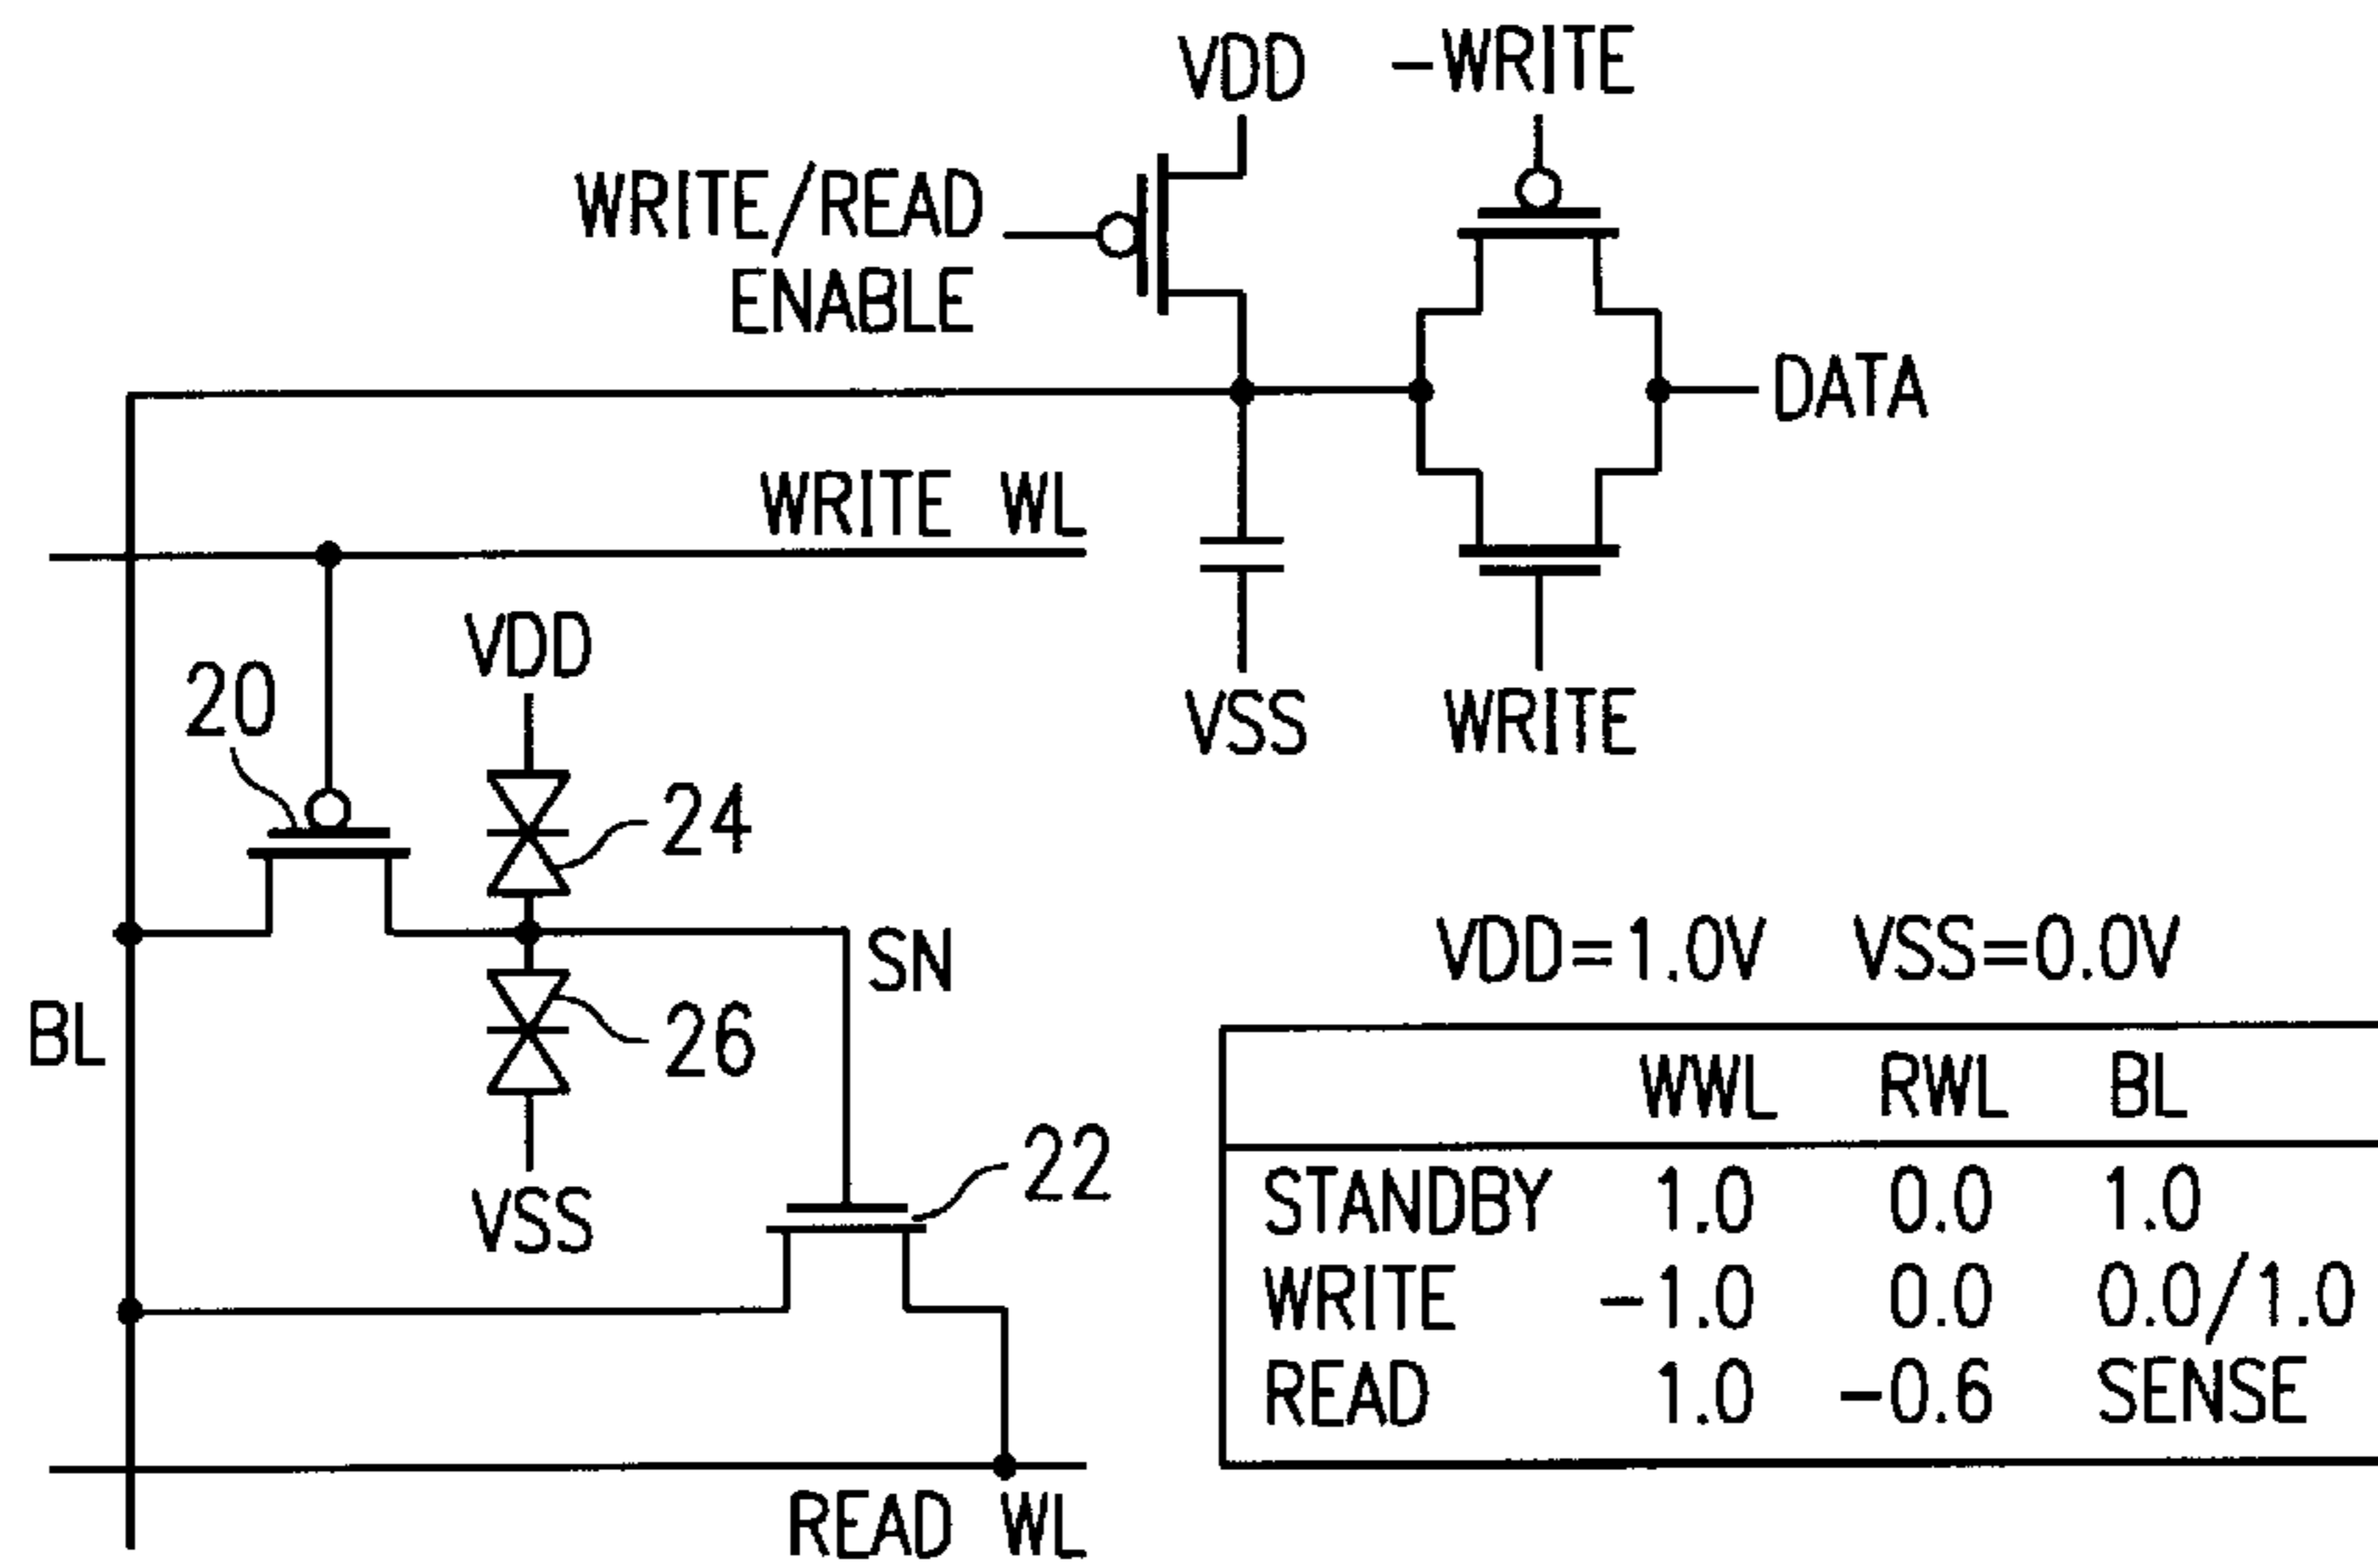 VDD
-WRITE
WRITE/READ
ENABLE
DATA
WRITE WL
VDD
20
VSS
WRITE
24
SN
BL
26
VSS
22
READ WL
VDD=1.0V VSS=0.0V
WWL RWL BL
STANDBY 1.0 0.0 1.0
WRITE -1.0 0.0 0.0/1.0
READ 1.0 -0.6 SENSE